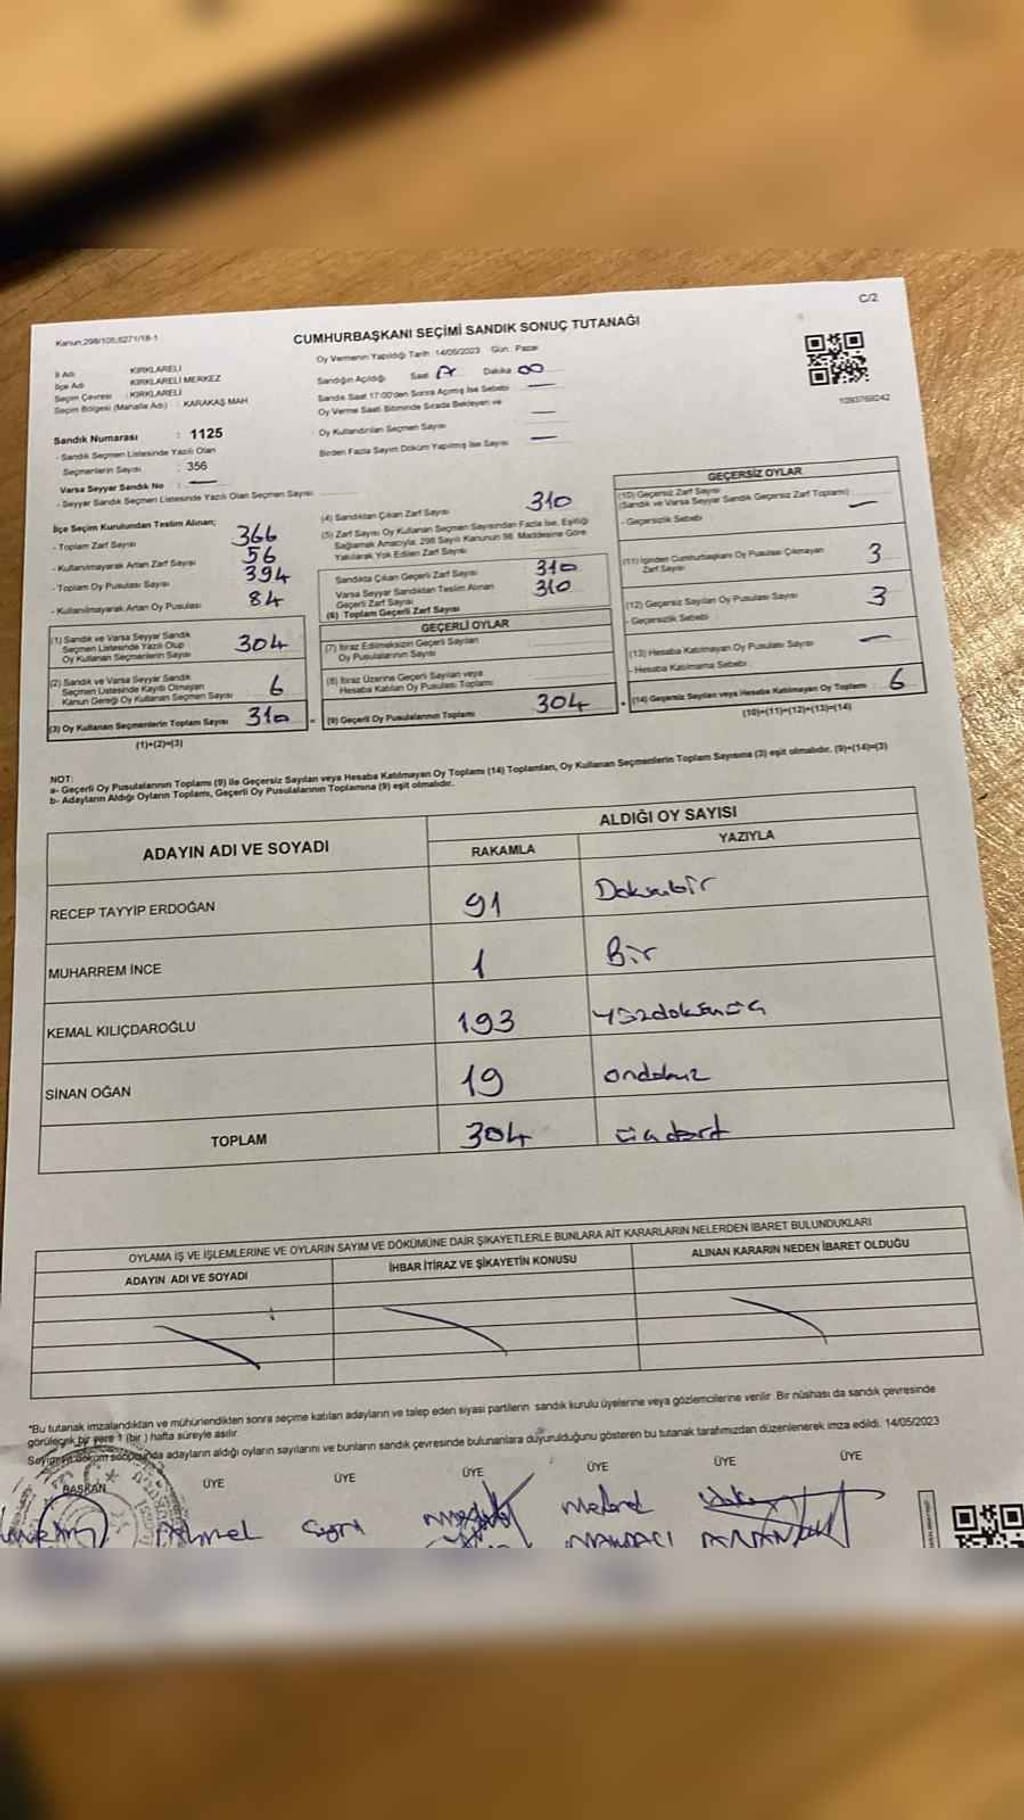 C/2
Kanun;298/105,6271/18-1
CUMHURBAŞKANI SEÇİMİ SANDIK SONUÇ TUTANAĞI
Oy Vermenin Yapıldığı Tarih :14/05/2023 Gün : Pazar
İl Adı : KIRKLARELİ
İlçe Adı : KIRKLARELİ MERKEZ
Seçim Çevresi : KIRKLARELİ
Seçim Bölgesi (Mahalle Adı) : KARAKAŞ MAH
Sandığın Açıldığı Saat Dakika 00
Sandık Saat 17:00'den Sonra Açılmış İse Sebebi
Oy Verme Saati Bitiminde Sırada Bekleyen ve
Oy Kullandırılan Seçmen Sayısı
Birden Fazla Sayım Döküm Yapılmış İse Sayısı
1093768242
Sandık Numarası : 1125
- Sandık Seçmen Listesinde Yazılı Olan
Seçmenlerin Sayısı : 356
Varsa Seyyar Sandık No :
- Seyyar Sandık Seçmen Listesinde Yazılı Olan Seçmen Sayısı
İlçe Seçim Kurulundan Teslim Alınan;
- Toplam Zarf Sayısı 366
- Kullanılmayarak Artan Zarf Sayısı 56
- Toplam Oy Pusulası Sayısı 394
- Kullanılmayarak Artan Oy Pusulası 84
(1) Sandık ve Varsa Seyyar Sandık
Seçmen Listesinde Yazılı Olup
Oy Kullanan Seçmenlerin Sayısı 304
(2) Sandık ve Varsa Seyyar Sandık
Seçmen Listesinde Kayıtlı Olmayan
Kanun Gereği Oy Kullanan Seçmen Sayısı 6
(3) Oy Kullanan Seçmenlerin Toplam Sayısı 310
(1)+(2)=(3)
(4) Sandıktan Çıkan Zarf Sayısı 310
(5) Zarf Sayısı Oy Kullanan Seçmen Sayısından Fazla İse, Eşitliği
Sağlamak Amacıyla; 298 Sayılı Kanunun 98. Maddesine Göre
Yakılarak Yok Edilen Zarf Sayısı
Sandıkta Çıkan Geçerli Zarf Sayısı 310
Varsa Seyyar Sandıktan Teslim Alınan 310
Geçerli Zarf Sayısı
(6) Toplam Geçerli Zarf Sayısı
GEÇERLİ OYLAR
(7) İtiraz Edilmeksizin Geçerli Sayılan
Oy Pusulalarının Sayısı
(8) İtiraz Üzerine Geçerli Sayılan veya
Hesaba Katılan Oy Pusulası Toplamı
(9) Geçerli Oy Pusulalarının Toplamı 304
GEÇERSİZ OYLAR
(10) Geçersiz Zarf Sayısı
(Sandık ve Varsa Seyyar Sandık Geçersiz Zarf Toplamı)
- Geçersizlik Sebebi
(11) İçinden Cumhurbaşkanı Oy Pusulası Çıkmayan
Zarf Sayısı 3
(12) Geçersiz Sayılan Oy Pusulası Sayısı 3
- Geçersizlik Sebebi
(13) Hesaba Katılmayan Oy Pusulası Sayısı
- Hesaba Katılmama Sebebi
(14) Geçersiz Sayılan veya Hesaba Katılmayan Oy Toplamı 6
(10)+(11)+(12)+(13)=(14)
NOT:
a- Geçerli Oy Pusulalarının Toplamı (9) ile Geçersiz Sayılan veya Hesaba Katılmayan Oy Toplamı (14) Toplamları, Oy Kullanan Seçmenlerin Toplam Sayısına (3) eşit olmalıdır. (9)+(14)=(3)
b- Adayların Aldığı Oyların Toplamı, Geçerli Oy Pusulalarının Toplamına (9) eşit olmalıdır.
ADAYIN ADI VE SOYADI
ALDIĞI OY SAYISI
RAKAMLA YAZIYLA
RECEP TAYYİP ERDOĞAN 91 Doksanbir
MUHARREM İNCE 1 Bir
KEMAL KILIÇDAROĞLU 193 yüzdoksanüç
SİNAN OĞAN 19 ondokuz
TOPLAM 304 üçdört
OYLAMA İŞ VE İŞLEMLERİNE VE OYLARIN SAYIM VE DÖKÜMÜNE DAİR ŞİKAYETLERLE BUNLARA AİT KARARLARIN NELERDEN İBARET BULUNDUKLARI
ADAYIN ADI VE SOYADI İHBAR İTİRAZ VE ŞİKAYETİN KONUSU ALINAN KARARIN NEDEN İBARET OLDUĞU
*Bu tutanak imzalandıktan ve mühürlendikten sonra seçime katılan adayların ve talep eden siyasi partilerin sandık kurulu üyelerine veya gözlemcilerine verilir. Bir nüshası da sandık çevresinde
görülecek bir yere 1 (bir ) hafta süreyle asılır.
Sayım ve döküm sonucunda adayların aldığı oyların sayılarını ve bunların sandık çevresinde bulunanlara duyurulduğunu gösteren bu tutanak tarafımızdan düzenlenerek imza edildi. 14/05/2023
BAŞKAN ÜYE ÜYE ÜYE ÜYE ÜYE ÜYE
Ahmet